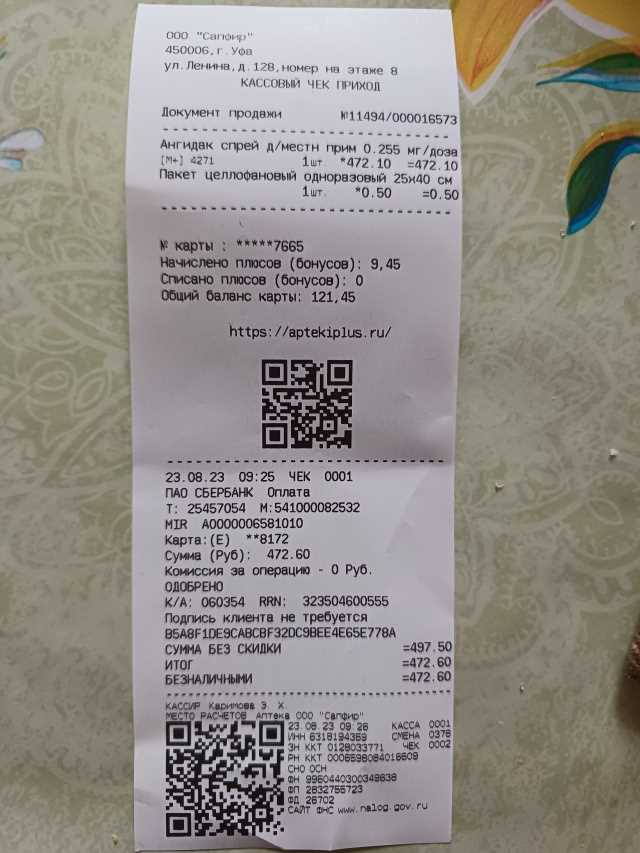 ООО "Сапфир"
450006,г.Уфа
ул.Ленина,д.128,номер на этаже 8
КАССОВЫЙ ЧЕК ПРИХОД
Документ продажи №11494/000016573
Ангидак спрей д/местн прим 0.255 мг/доза
[М+] 4271 1шт. *472.10 =472.10
Пакет целлофановый одноразовый 25х40 см
1шт. *0.50 =0.50
№ карты : *****7665
Начислено плюсов (бонусов): 9,45
Списано плюсов (бонусов): 0
Общий баланс карты: 121,45
https://aptekiplus.ru/
23.08.23 09:25 ЧЕК 0001
ПАО СБЕРБАНК Оплата
Т: 25457054 М:541000082532
MIR A0000006581010
Карта:(E) **8172
Сумма (Руб): 472.60
Комиссия за операцию - 0 Руб.
ОДОБРЕНО
К/А: 060354 RRN: 323504600555
Подпись клиента не требуется
B5A8F1DE9CABCBF32DC9BEE4E65E778A
СУММА БЕЗ СКИДКИ =497.50
ИТОГ =472.60
БЕЗНАЛИЧНЫМИ =472.60
КАССИР Каримова Э. Х.
МЕСТО РАСЧЕТОВ Аптека ООО "Сапфир"
23.08.23 09:26 КАССА 0001
ИНН 6318194369 СМЕНА 0376
ЗН ККТ 0128033771 ЧЕК 0002
РН ККТ 0006598084016609
СНО ОСН
ФН 9960440300349638
ФП 2832755723
ФД 26702
САЙТ ФНС www.nalog.gov.ru